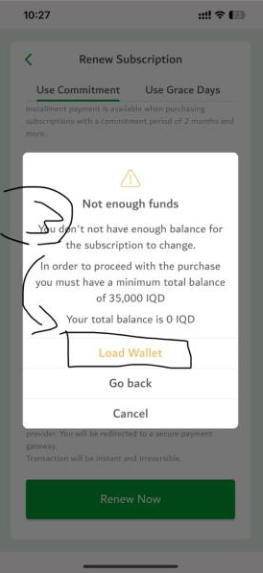 10:27
Renew Subscription
Use Commitment Use Grace Days
Installment payment is available when purchasing
subscriptions with a commitment period of 2 months and
more.
Not enough funds
You don't not have enough balance for
the subscription to change.
In order to proceed with the purchase
you must have a minimum total balance
of 35,000 IQD
Your total balance is 0 IQD
Load Wallet
Go back
Cancel
provider. You will be redirected to a secure payment
gateway.
Transaction will be instant and irreversible.
Renew Now